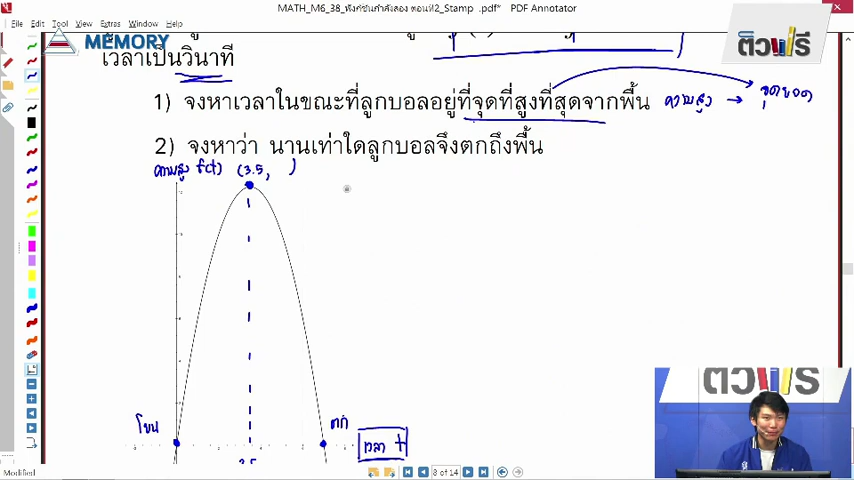 MATH_M6_38_ฟังก์ชันกำลังสอง ตอนที่2_Stamp .pdf* PDF Annotator
File Edit Tool View Extras Window Help
MEMORY
ติวฟรี
เวลาเป็นวินาที
1) จงหาเวลาในขณะที่ลูกบอลอยู่ที่จุดที่สูงที่สุดจากพื้น ความสูง → จุดยอด
2) จงหาว่า นานเท่าใดลูกบอลจึงตกถึงพื้น
ความสูง f(t) (3.5, )
โยน
ตก
เวลา t
3.5
ติวฟรี
Modified
8 of 14